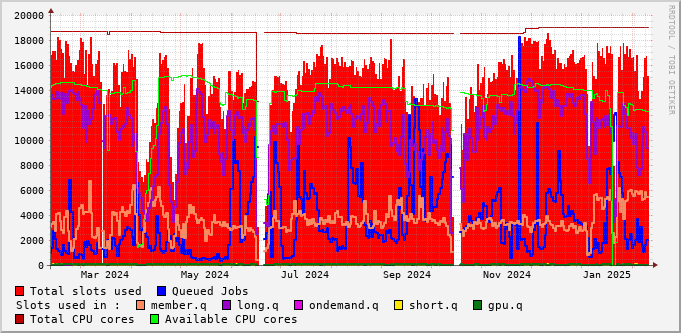 20000
18000
16000
14000
12000
10000
8000
6000
4000
2000
0
Mar 2024 May 2024 Jul 2024 Sep 2024 Nov 2024 Jan 2025
RRDTOOL / TOBI OETIKER
Total slots used Queued Jobs
Slots used in : member.q long.q ondemand.q short.q gpu.q
Total CPU cores Available CPU cores